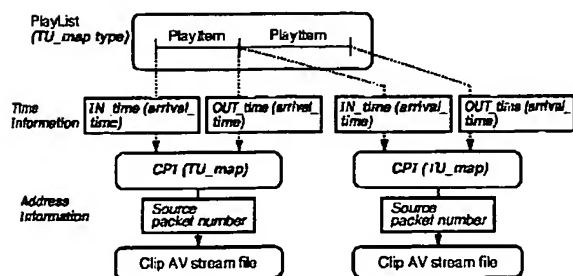 PlayList
(TU_map type)
PlayItem
PlayItem
Time
Information
IN_time (arrival_
time)
OUT_time (arrival_
time)
IN_time (arrival_
time)
OUT_time (arrival_
time)
CPI (TU_map)
CPI (TU_map)
Address
Information
Source
packet number
Source
packet number
Clip AV stream file
Clip AV stream file